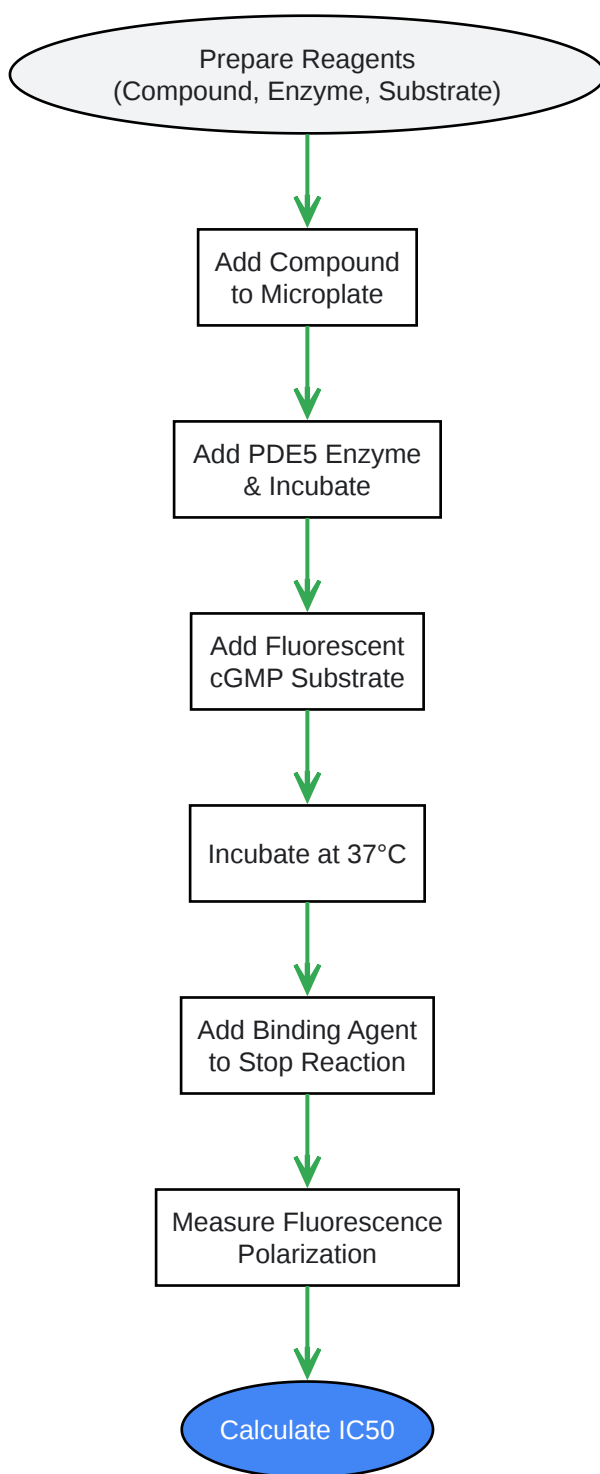 Prepare Reagents
(Compound, Enzyme, Substrate)
Add Compound
to Microplate
Add PDE5 Enzyme
& Incubate
Add Fluorescent
cGMP Substrate
Incubate at 37°C
Add Binding Agent
to Stop Reaction
Measure Fluorescence
Polarization
Calculate IC50